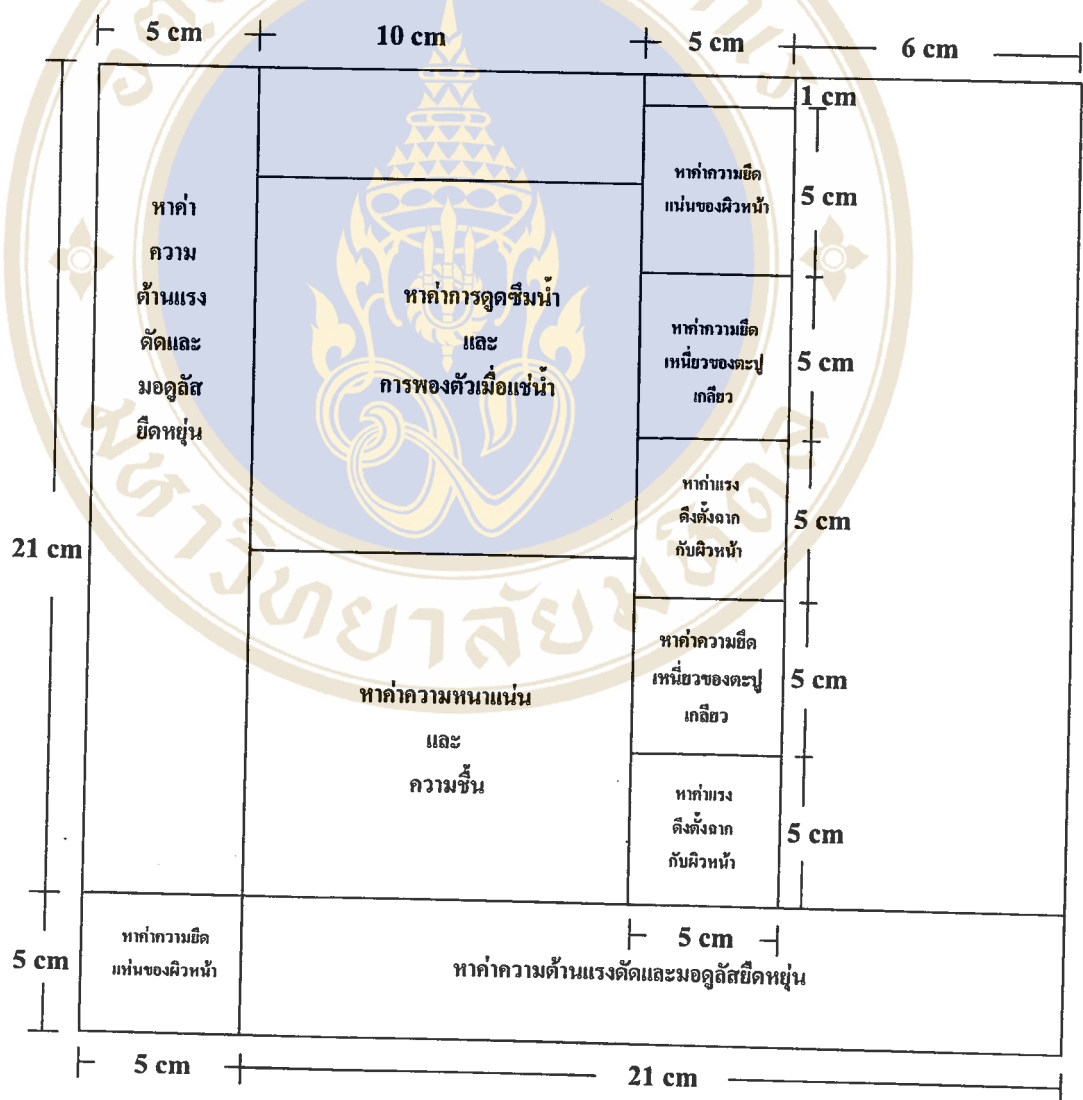 5 cm
10 cm
5 cm
6 cm
1 cm
หาค่า
ความ
ต้านแรง
ดัดและ
มอดูลัส
ยืดหยุ่น
หาค่าการดูดซึมน้ำ
และ
การพองตัวเมื่อแช่น้ำ
หาค่าความยึด
แน่นของผิวหน้า
5 cm
หาค่าความยึด
เหนี่ยวของตะปู
เกลียว
5 cm
หาค่าแรง
ดึงตั้งฉาก
กับผิวหน้า
5 cm
21 cm
หาค่าความหนาแน่น
และ
ความชื้น
หาค่าความยึด
เหนี่ยวของตะปู
เกลียว
5 cm
หาค่าแรง
ดึงตั้งฉาก
กับผิวหน้า
5 cm
5 cm
หาค่าความยึด
แน่นของผิวหน้า
5 cm
หาค่าความต้านแรงดัดและมอดูลัสยืดหยุ่น
5 cm
21 cm
มหาวิทยาลัยมหิดล